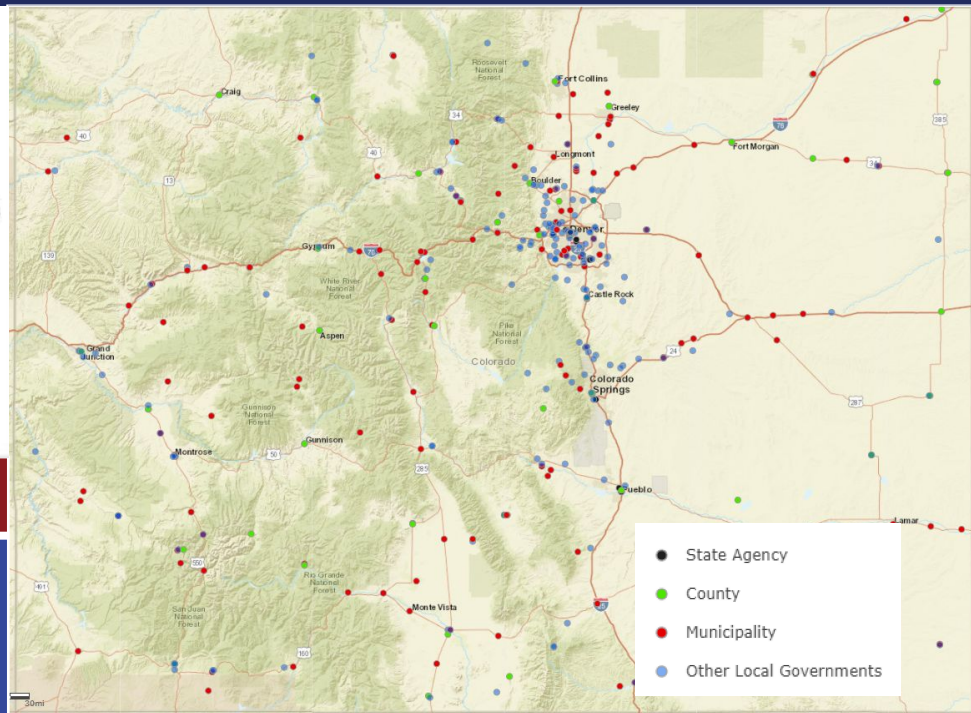 Roosevelt
National
Forest
Fort Collins
Craig
Greeley
34
76
385
40
40
Fort Morgan
34
Longmont
13
Boulder
Denver
139
Gypsum
70
White River
National
Forest
Castle Rock
Pike
National
Forest
Aspen
Grand
Junction
Colorado
24
Colorado
Springs
287
Gunnison
National
Forest
Gunnison
50
Montrose
285
Pueblo
Lamar
550
Rio Grande
National
Forest
491
San Juan
National
Forest
Monte Vista
160
30mi
State Agency
County
Municipality
Other Local Governments